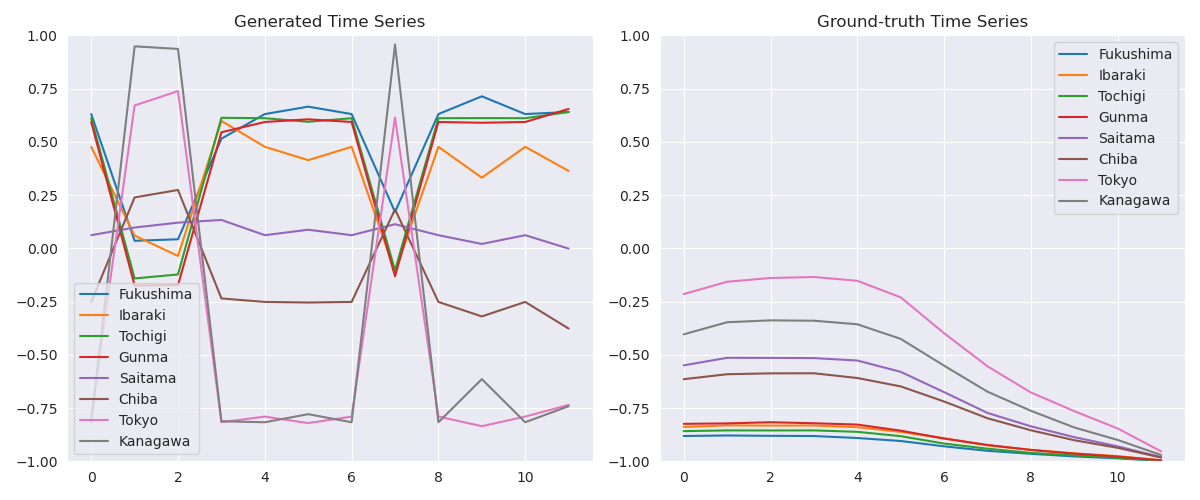 Generated Time Series
1.00
0.75
0.50
0.25
0.00
−0.25
−0.50
−0.75
−1.00
Fukushima
Ibaraki
Tochigi
Gunma
Saitama
Chiba
Tokyo
Kanagawa
0 2 4 6 8 10
Ground-truth Time Series
1.00
0.75
0.50
0.25
0.00
−0.25
−0.50
−0.75
−1.00
Fukushima
Ibaraki
Tochigi
Gunma
Saitama
Chiba
Tokyo
Kanagawa
0 2 4 6 8 10